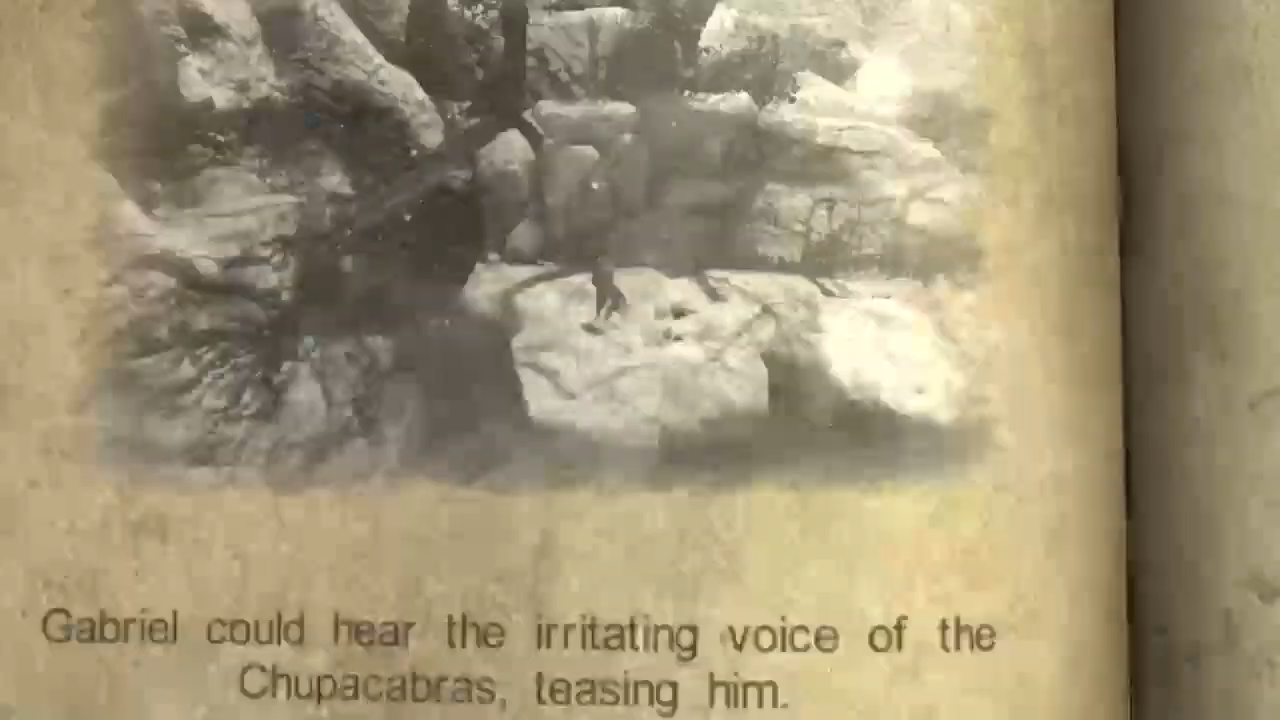 Gabriel could hear the irritating voice of the
Chupacabras, teasing him.